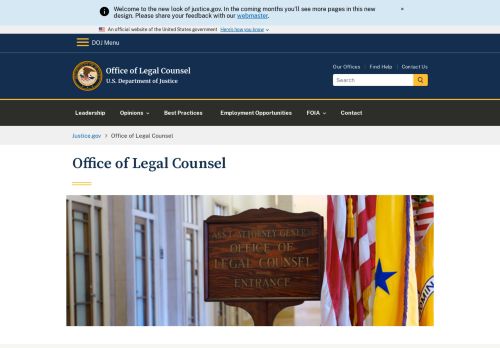 Welcome to the new look of justice.gov. In the coming months you'll see more pages in this new
design. Please share your feedback with our webmaster.
×
An official website of the United States government Here's how you know
DOJ Menu
Office of Legal Counsel
U.S. Department of Justice
Our Offices | Find Help | Contact Us
Search
Leadership Opinions Best Practices Employment Opportunities FOIA Contact
Justice.gov > Office of Legal Counsel
Office of Legal Counsel
ASS'T ATTORNEY GENERAL
OFFICE OF
LEGAL COUNSEL
ENTRANCE